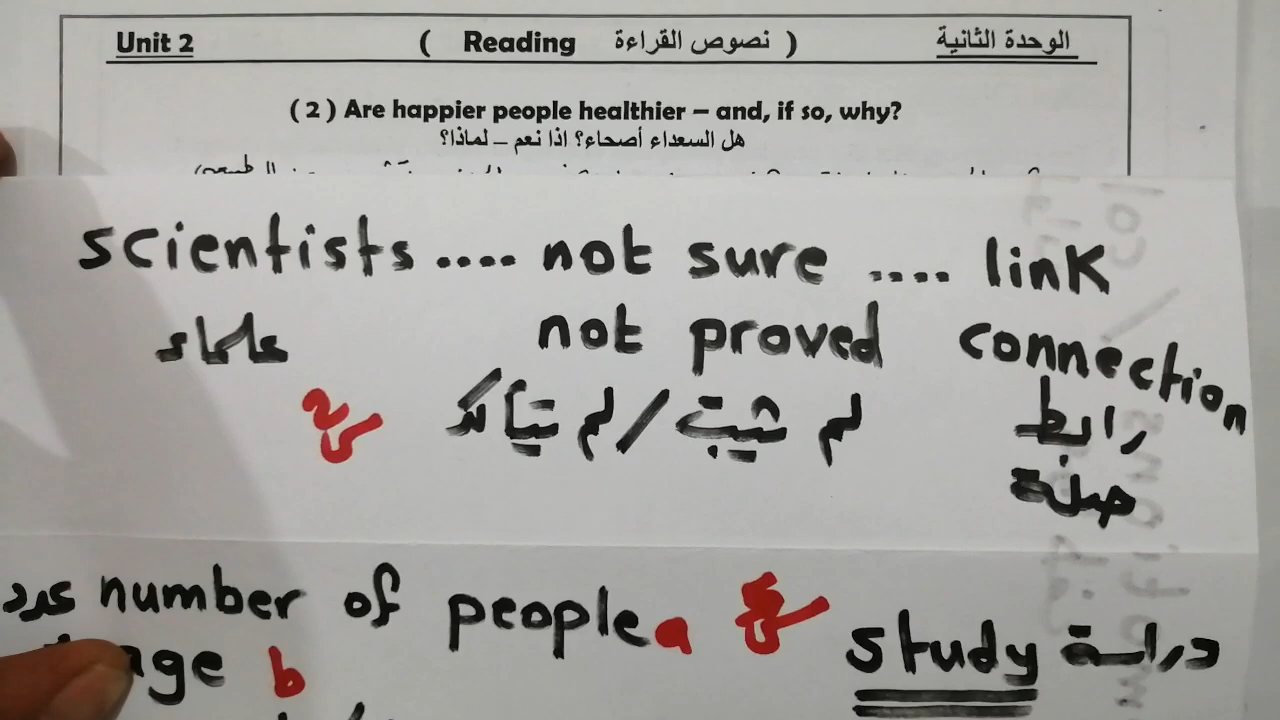 Unit 2 ( Reading نصوص القراءة ) الوحدة الثانية
( 2 ) Are happier people healthier – and, if so, why?
هل السعداء أصحاء؟ اذا نعم – لماذا؟
scientists .... not sure .... link
علماء not proved connection
لم يثبت / لم يتأكد رابط
صلة
عدد number of people a study دراسة
age b